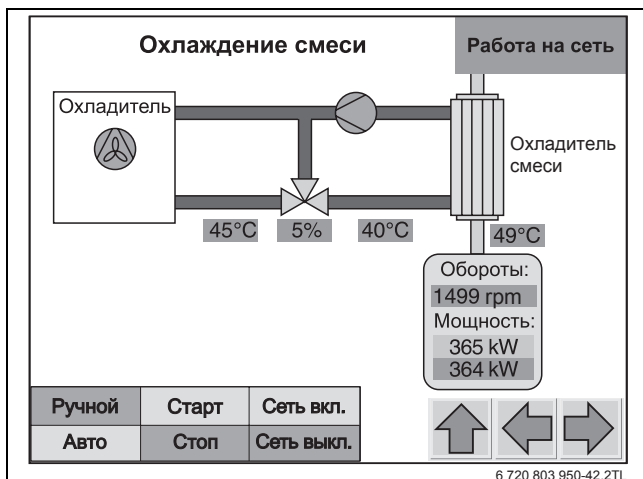 Охлаждение смеси
Работа на сеть
Охладитель
Охладитель
смеси
45°C 5% 40°C 49°C
Обороты:
1499 rpm
Мощность:
365 kW
364 kW
Ручной Старт Сеть вкл.
Авто Стоп Сеть выкл.
6 720 803 950-42.2TL